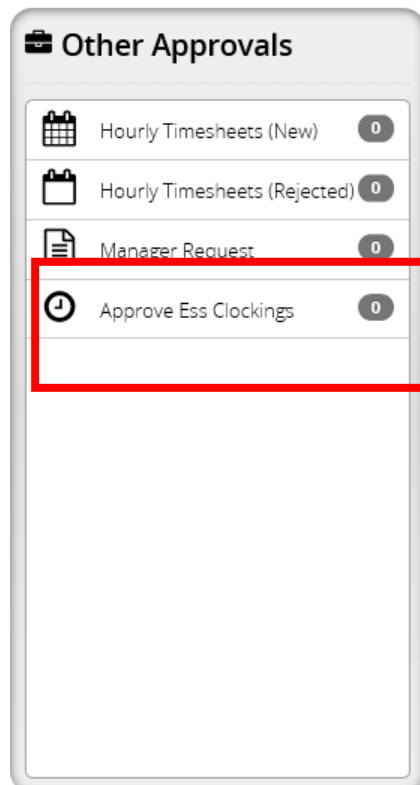 Other Approvals
Hourly Timesheets (New) 0
Hourly Timesheets (Rejected) 0
Manager Request 0
Approve Ess Clockings 0